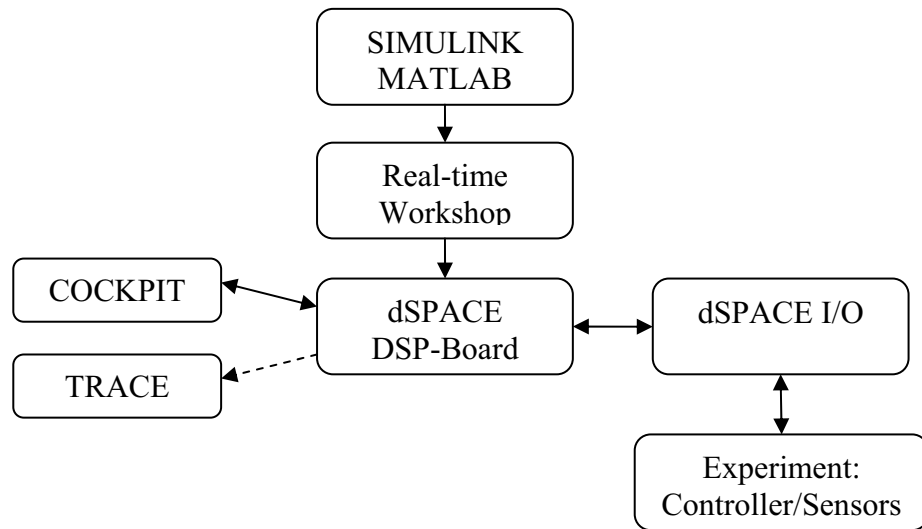 SIMULINK
MATLAB
Real-time
Workshop
COCKPIT
TRACE
dSPACE
DSP-Board
dSPACE I/O
Experiment:
Controller/Sensors